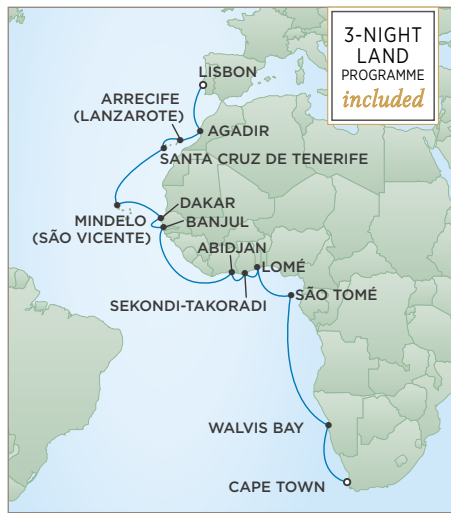 3-NIGHT
LAND
PROGRAMME
included
LISBON
ARRECIFE
(LANZAROTE)
AGADIR
SANTA CRUZ DE TENERIFE
DAKAR
MINDELO
(SÃO VICENTE)
BANJUL
ABIDJAN
LOMÉ
SEKONDI-TAKORADI
SÃO TOMÉ
WALVIS BAY
CAPE TOWN